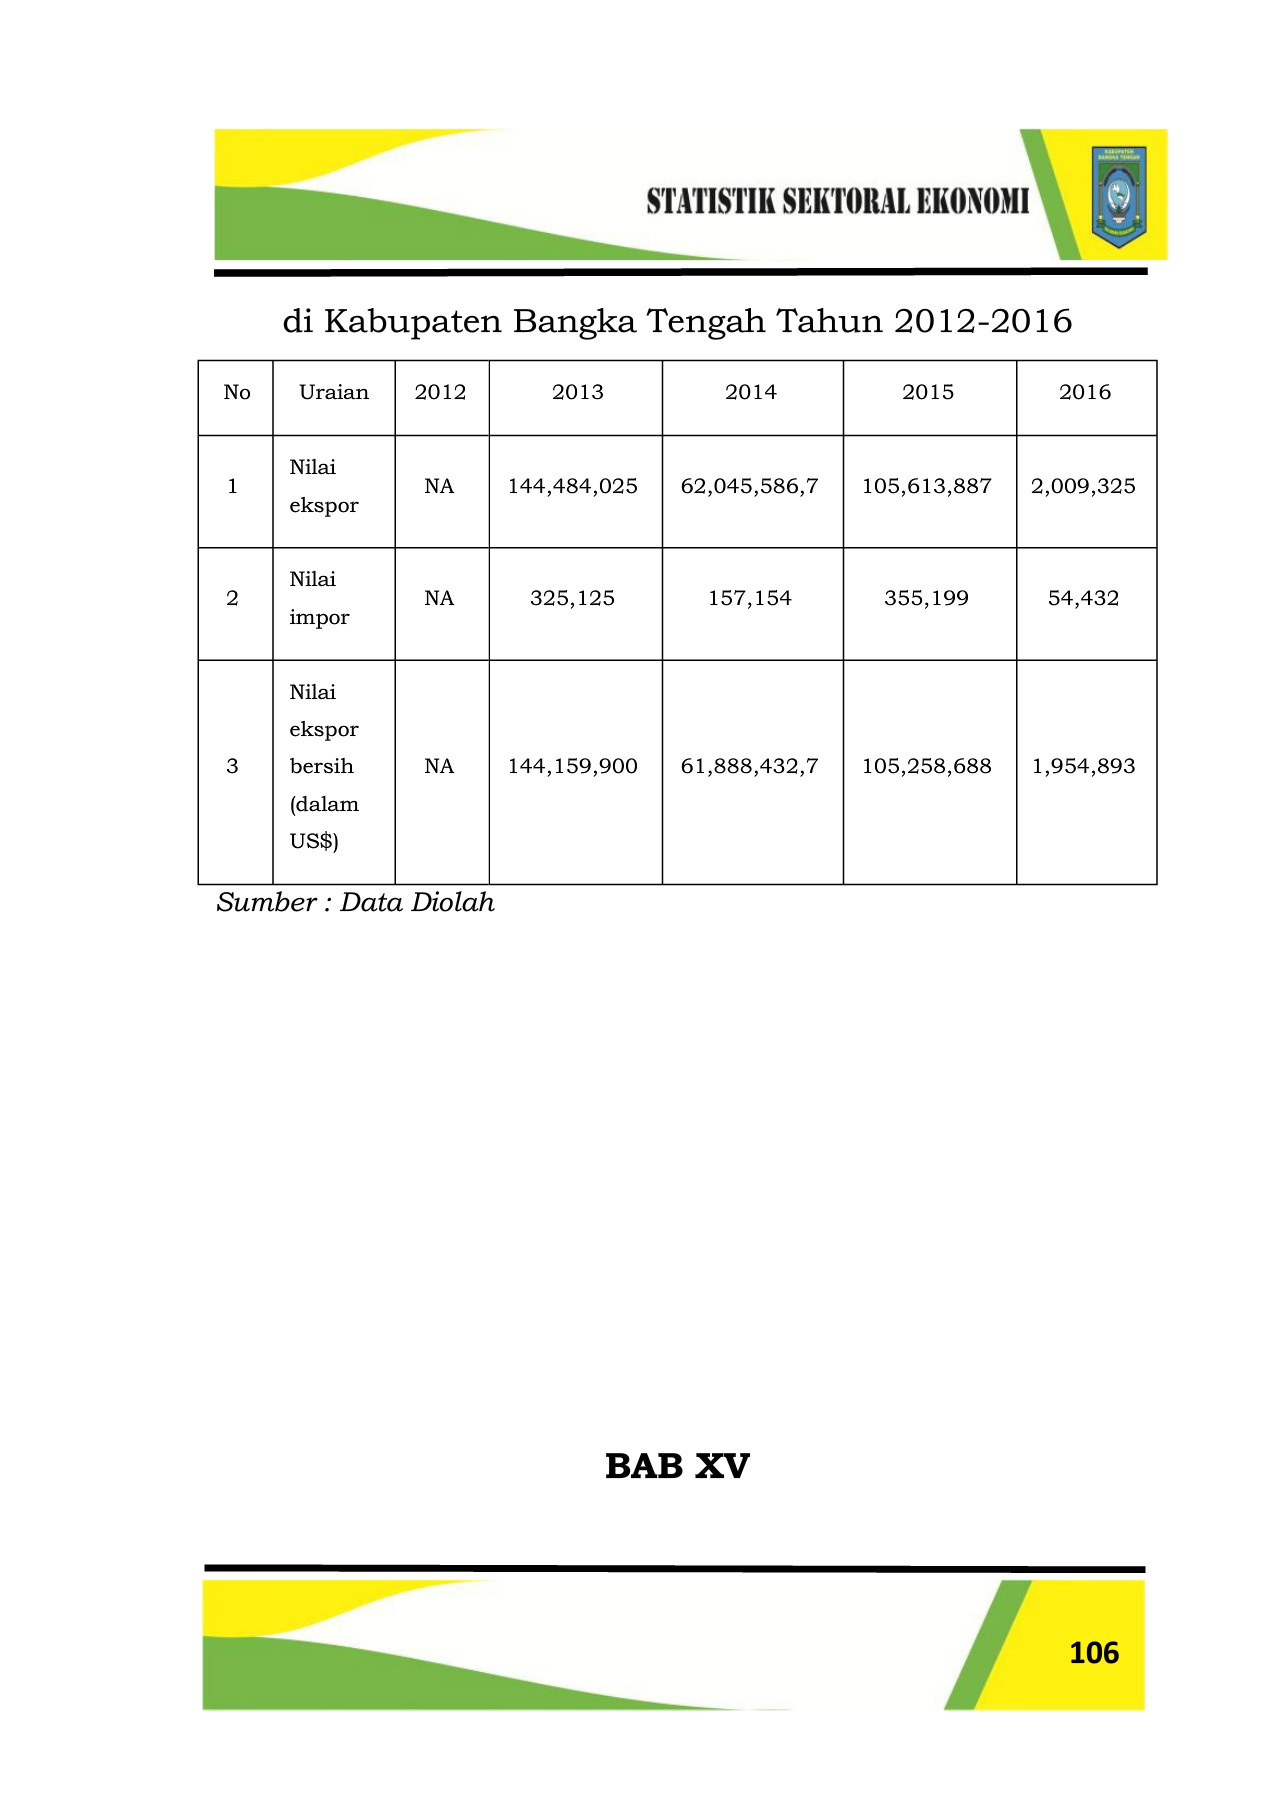 KABUPATEN
BANGKA TENGAH
STATISTIK SEKTORAL EKONOMI
di Kabupaten Bangka Tengah Tahun 2012-2016
No Uraian 2012 2013 2014 2015 2016
1 Nilai ekspor NA 144,484,025 62,045,586,7 105,613,887 2,009,325
2 Nilai impor NA 325,125 157,154 355,199 54,432
3 Nilai ekspor bersih (dalam US$) NA 144,159,900 61,888,432,7 105,258,688 1,954,893
Sumber : Data Diolah
BAB XV
106